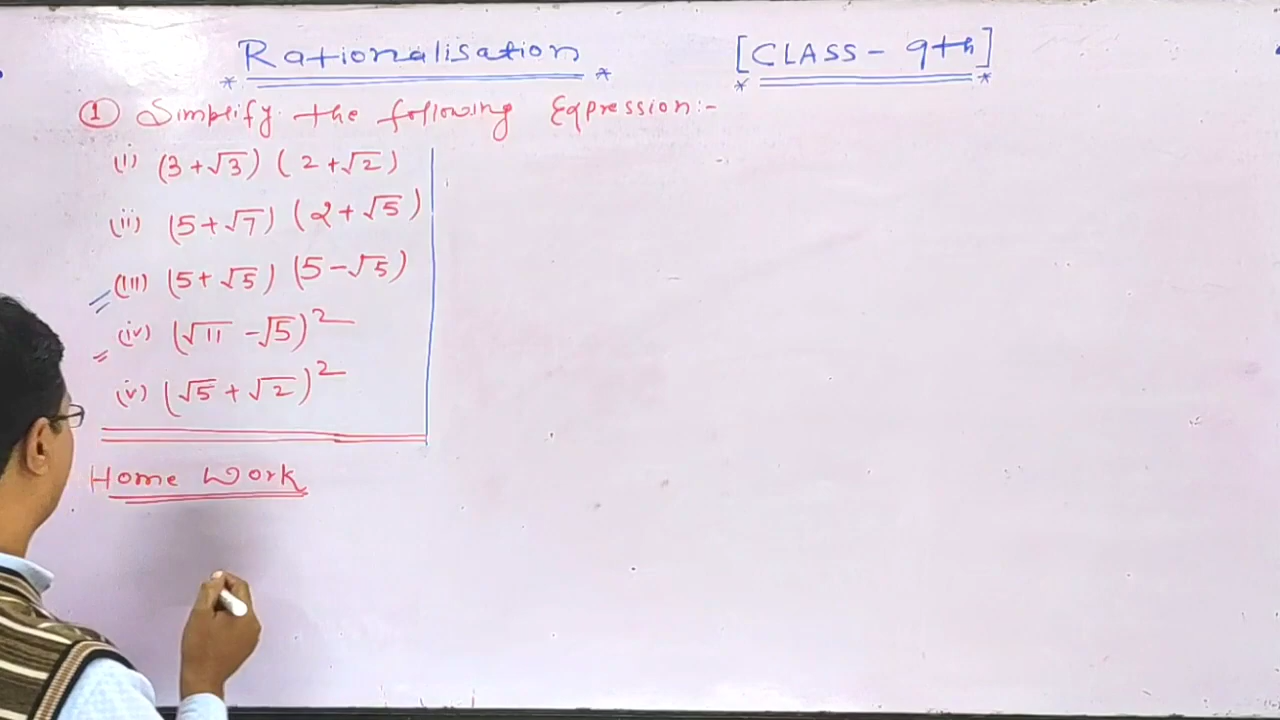 Rationalisation [CLASS - 9th]
① Simplify the following Expression:-
(i) (3+√3) (2+√2)
(ii) (5+√7) (2+√5)
(iii) (5+√5) (5-√5)
(iv) (√11 -√5)²
(v) (√5 + √2)²
Home Work